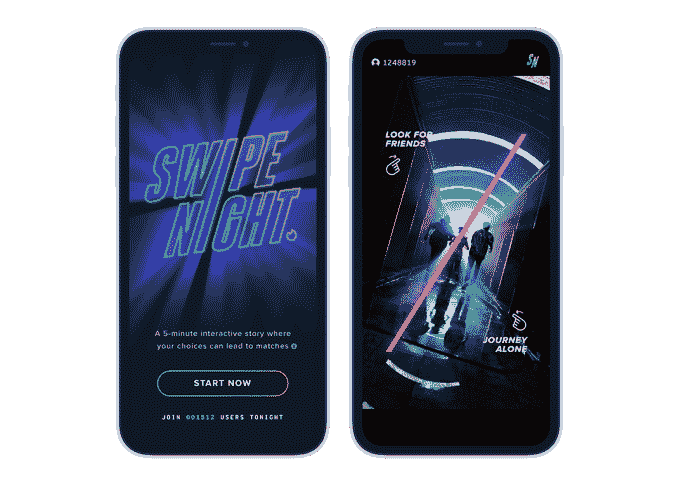 SWIPE
NIGHT
A 5-minute interactive story where
your choices can lead to matches
START NOW
JOIN 001512 USERS TONIGHT
1248819
SN
LOOK FOR
FRIENDS
JOURNEY
ALONE